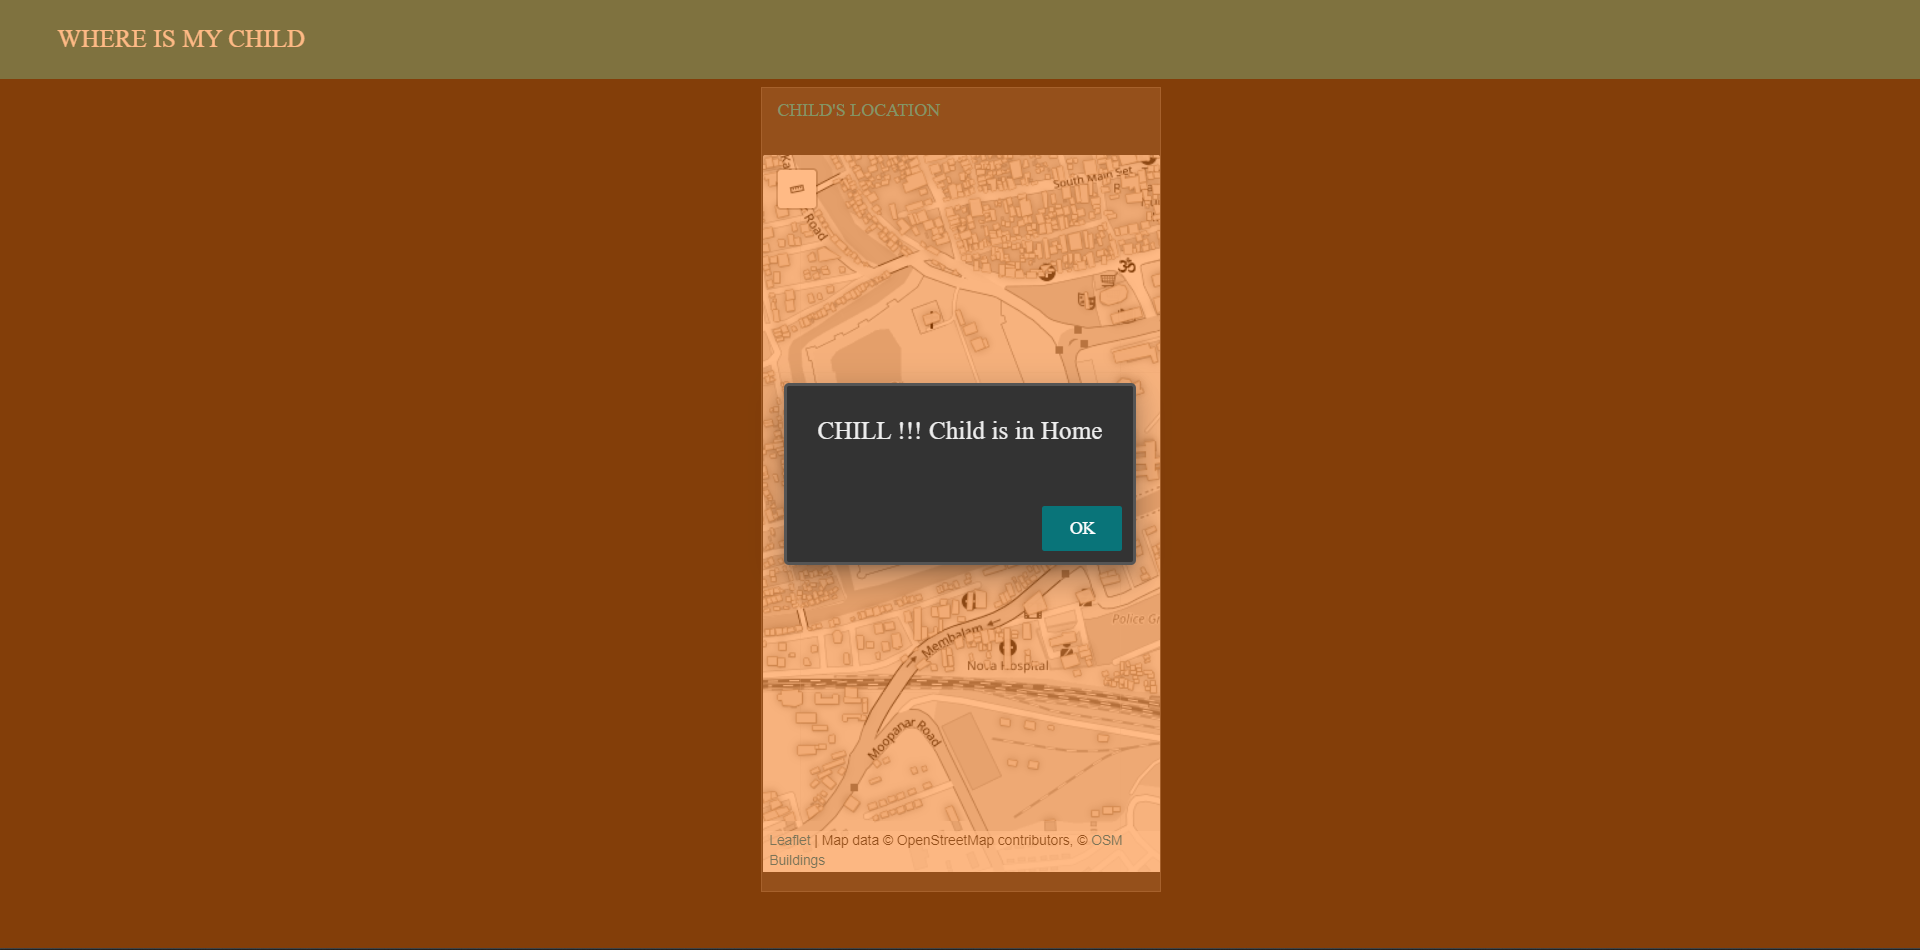 WHERE IS MY CHILD
CHILD'S LOCATION
South Main Set
Road
CHILL !!! Child is in Home
OK
Police Gr
Membalam
Nova Hospital
Moopanar Road
Leaflet | Map data © OpenStreetMap contributors, © OSM
Buildings